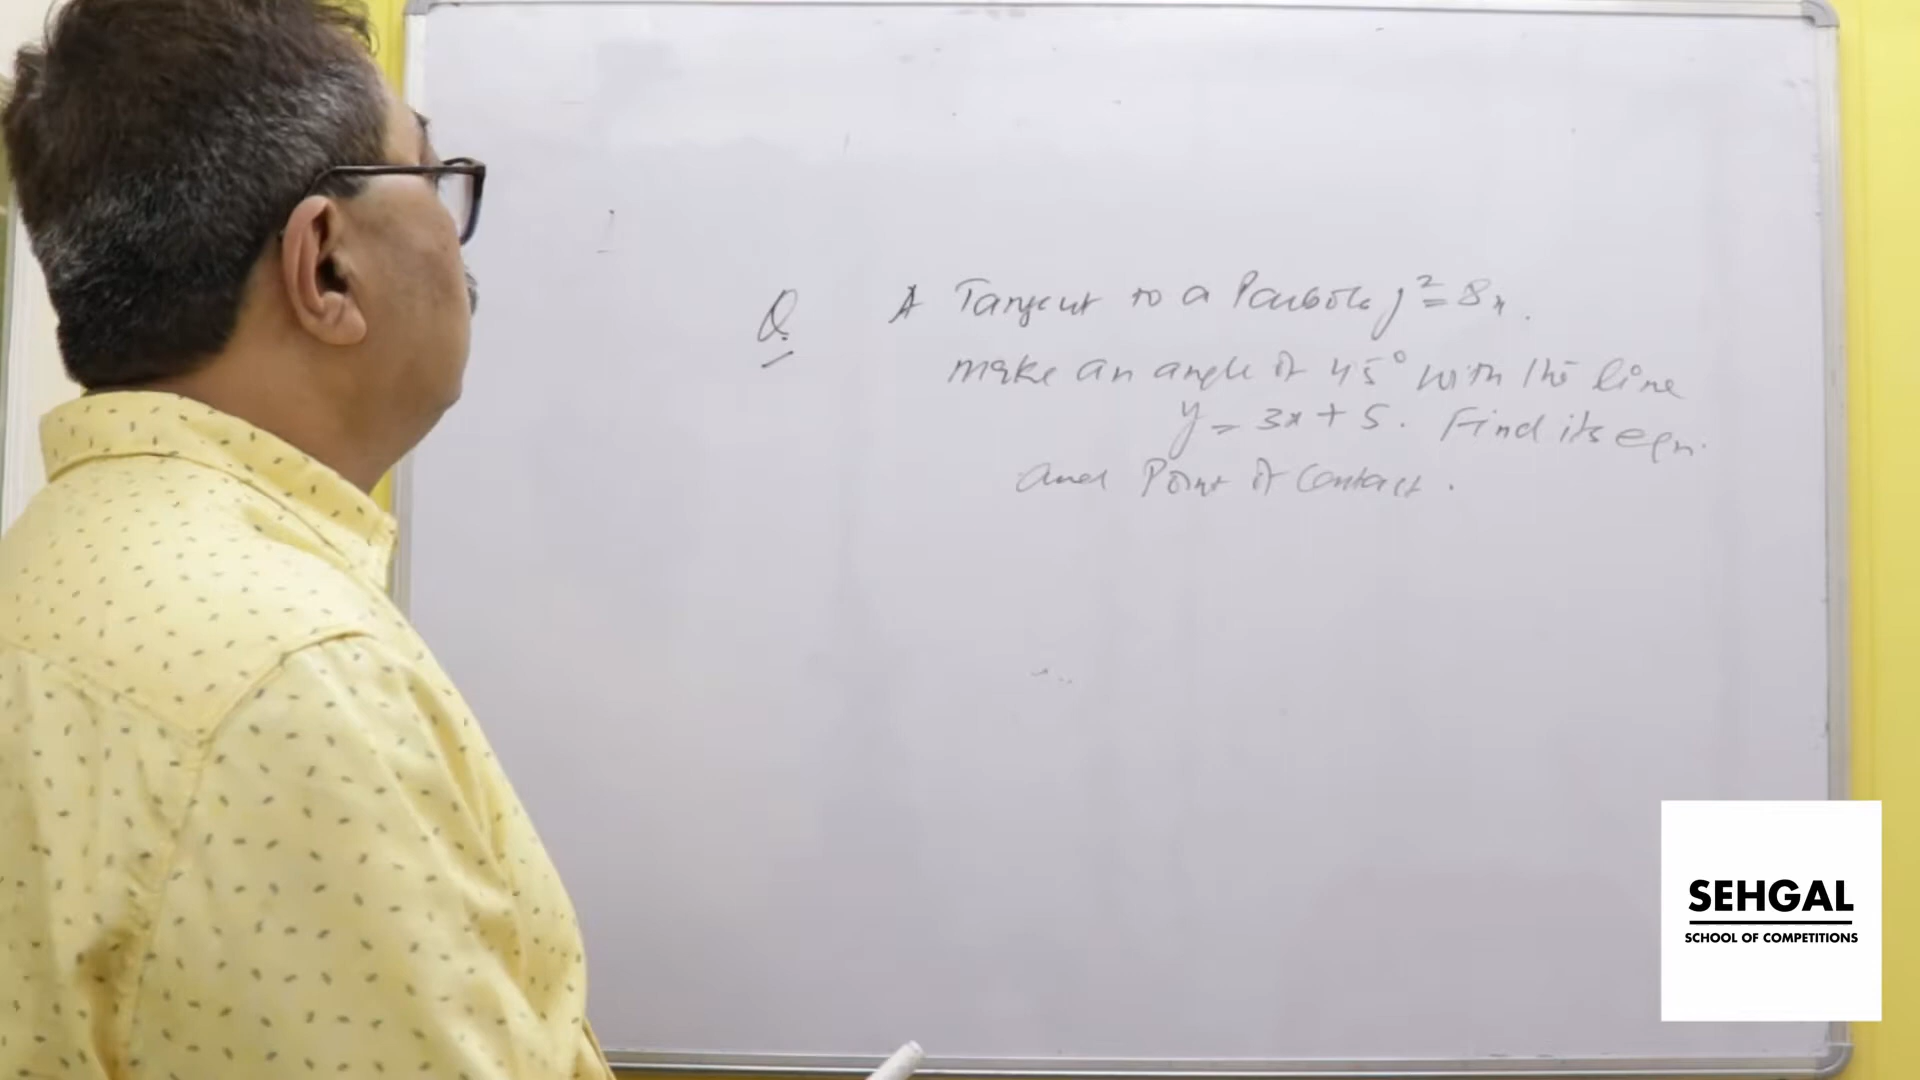 Q. A Tangent to a Parabola y² = 8x.
make an angle of 45° with the line
y = 3x + 5. Find its eqn.
and Point of Contact.
SEHGAL
SCHOOL OF COMPETITIONS